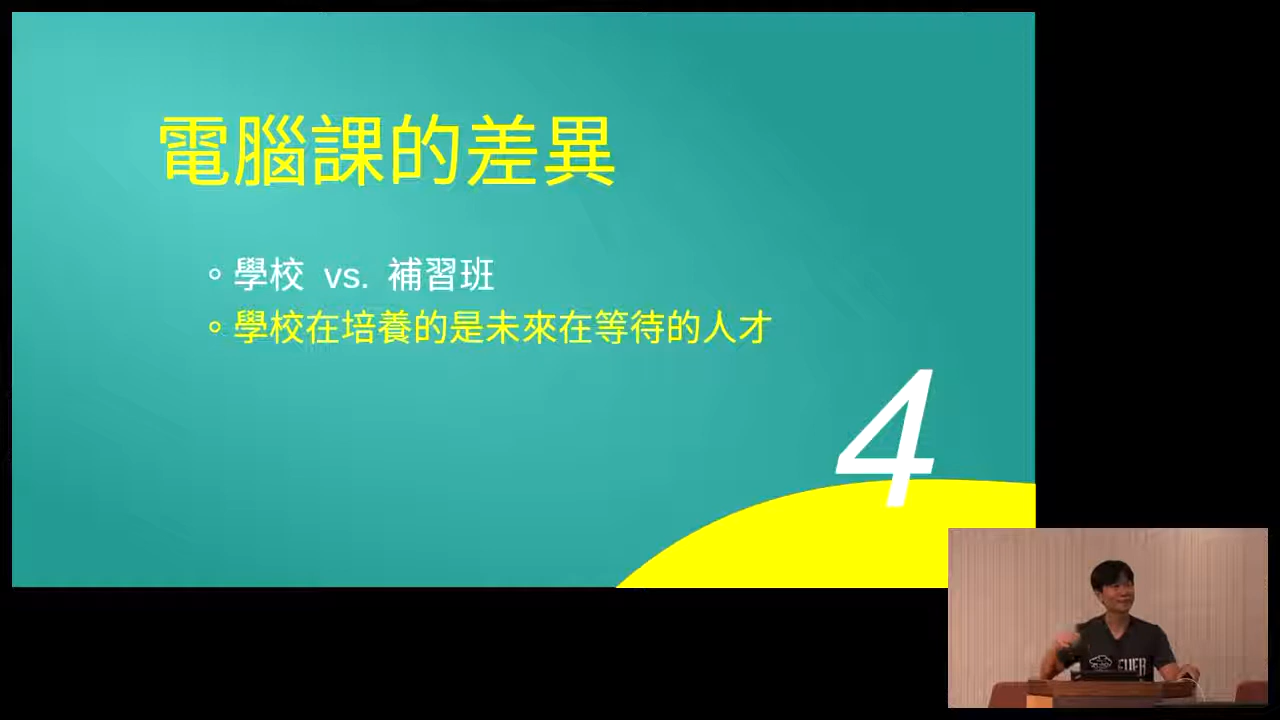 電腦課的差異
。學校 vs. 補習班
。學校在培養的是未來在等待的人才
4